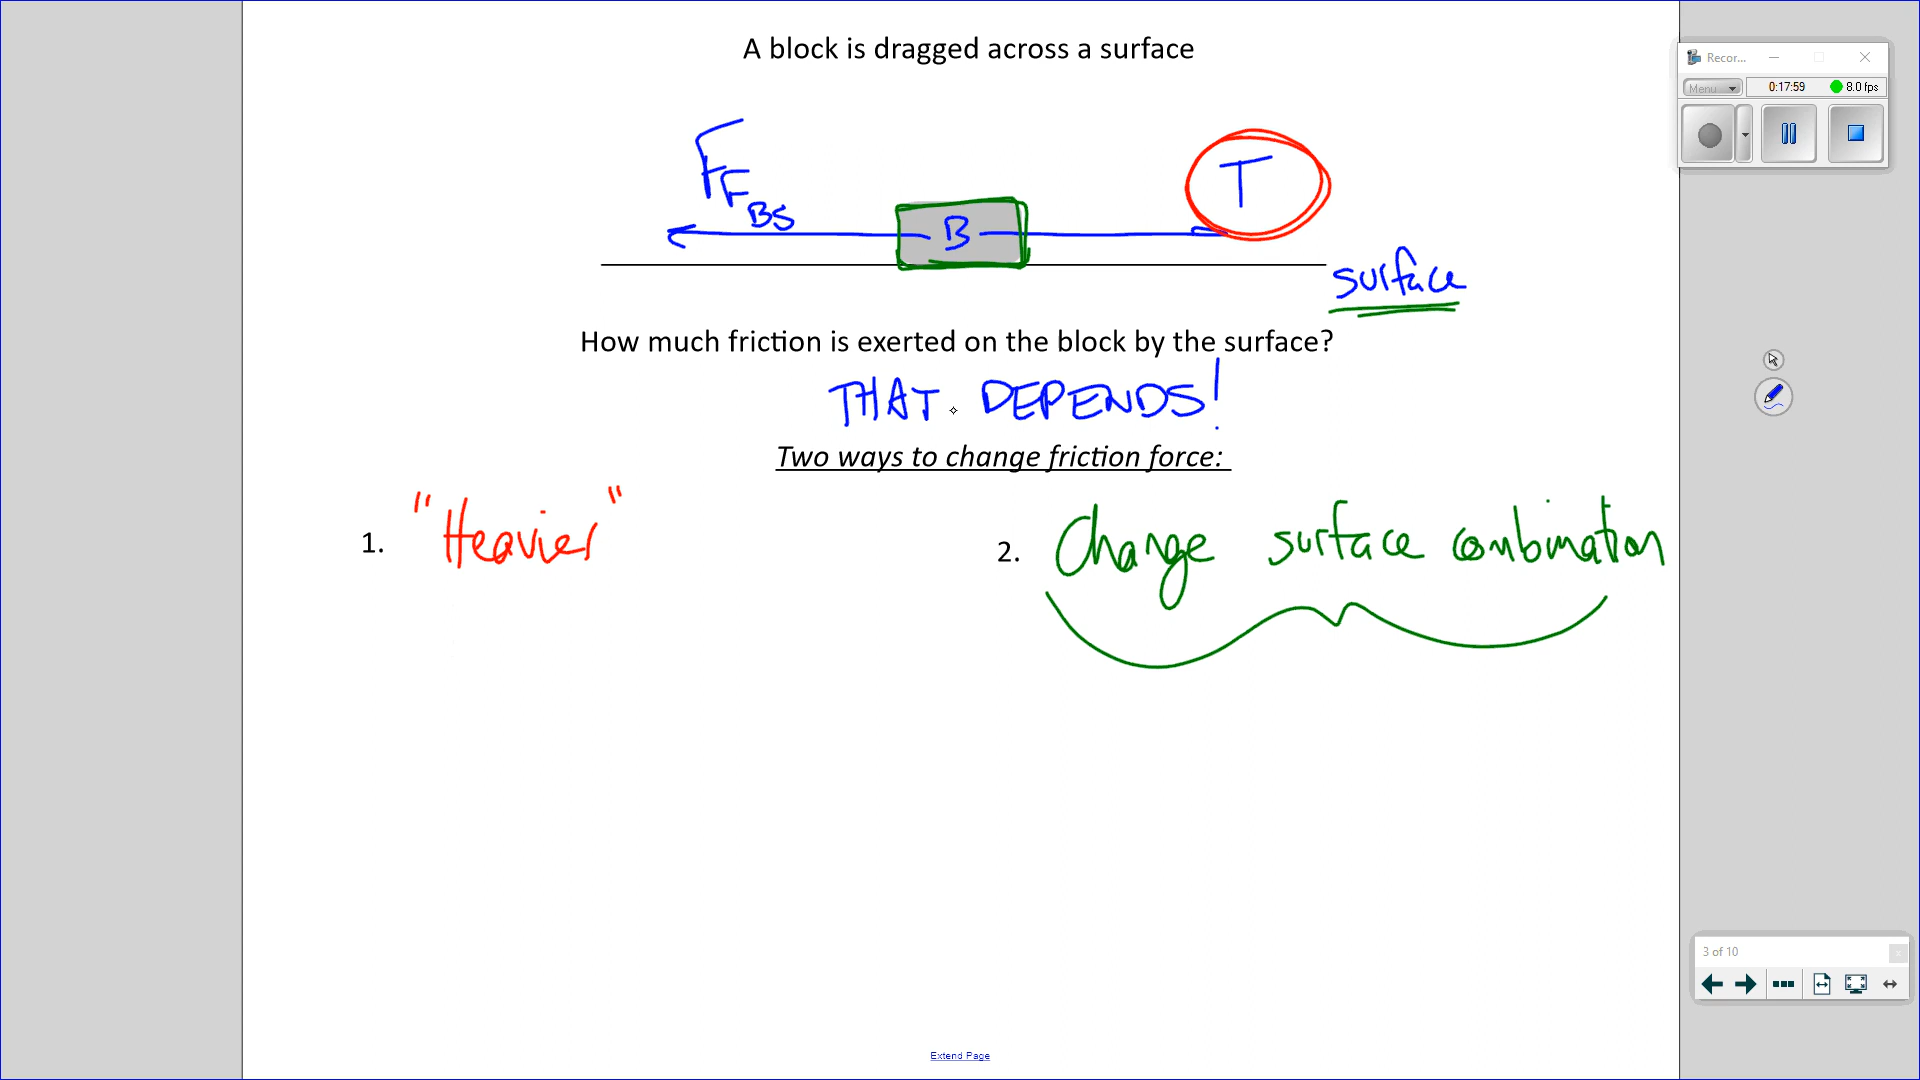 A block is dragged across a surface
Recor...
Menu
0:17:59
8.0 fps
F
F
BS
B
T
surface
How much friction is exerted on the block by the surface?
THAT DEPENDS!
Two ways to change friction force:
1. "Heavier"
2. Change surface combination
3 of 10
Extend Page